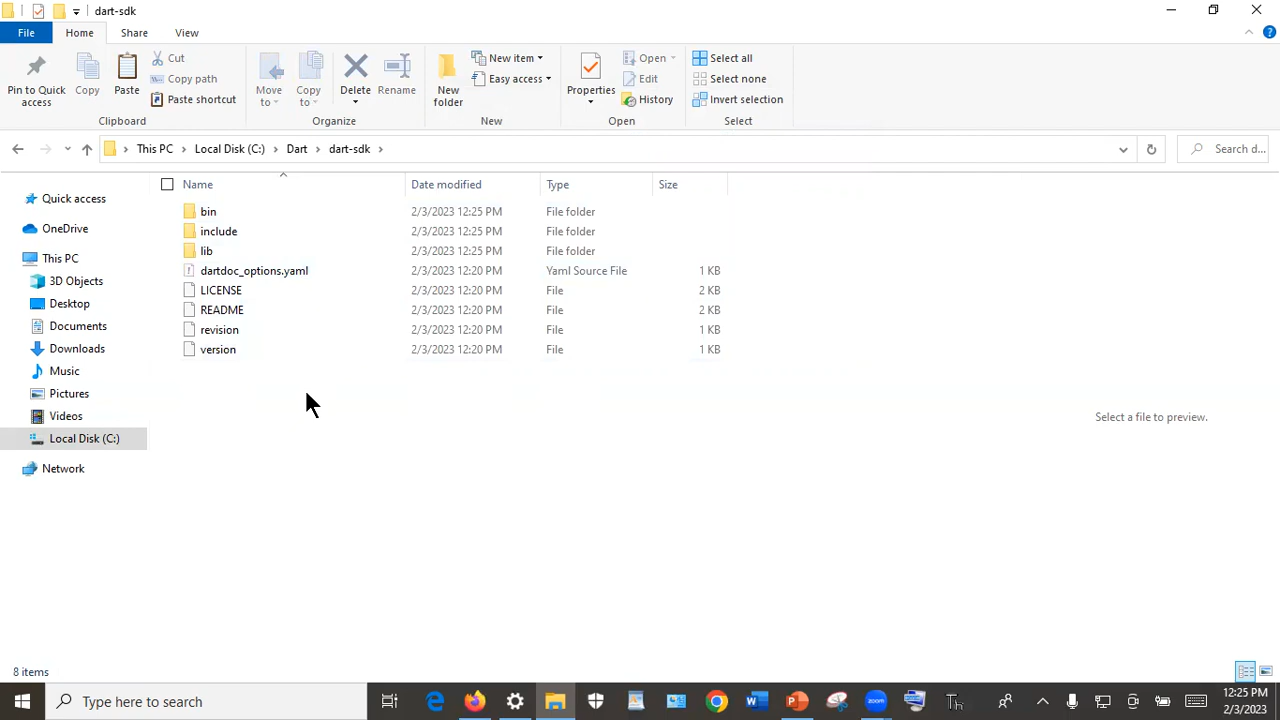 dart-sdk
File Home Share View
Pin to Quick access
Copy
Paste
Cut
Copy path
Paste shortcut
Clipboard
Move to
Copy to
Delete
Rename
Organize
New folder
New item
Easy access
New
Properties
Open
Edit
History
Open
Select all
Select none
Invert selection
Select
This PC Local Disk (C:) Dart dart-sdk
Search d...
Name Date modified Type Size
Quick access
OneDrive
This PC
3D Objects
Desktop
Documents
Downloads
Music
Pictures
Videos
Local Disk (C:)
Network
bin 2/3/2023 12:25 PM File folder
include 2/3/2023 12:25 PM File folder
lib 2/3/2023 12:25 PM File folder
dartdoc_options.yaml 2/3/2023 12:20 PM Yaml Source File 1 KB
LICENSE 2/3/2023 12:20 PM File 2 KB
README 2/3/2023 12:20 PM File 2 KB
revision 2/3/2023 12:20 PM File 1 KB
version 2/3/2023 12:20 PM File 1 KB
Select a file to preview.
8 items
Type here to search
zoom
12:25 PM
2/3/2023